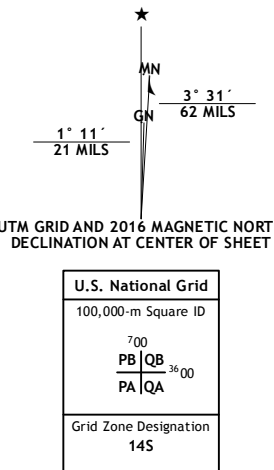 ★
MN
3° 31´
62 MILS
GN
1° 11´
21 MILS
UTM GRID AND 2016 MAGNETIC NORT
DECLINATION AT CENTER OF SHEET
U.S. National Grid
100,000-m Square ID
⁷00
PB QB
³⁶00
PA QA
Grid Zone Designation
14S